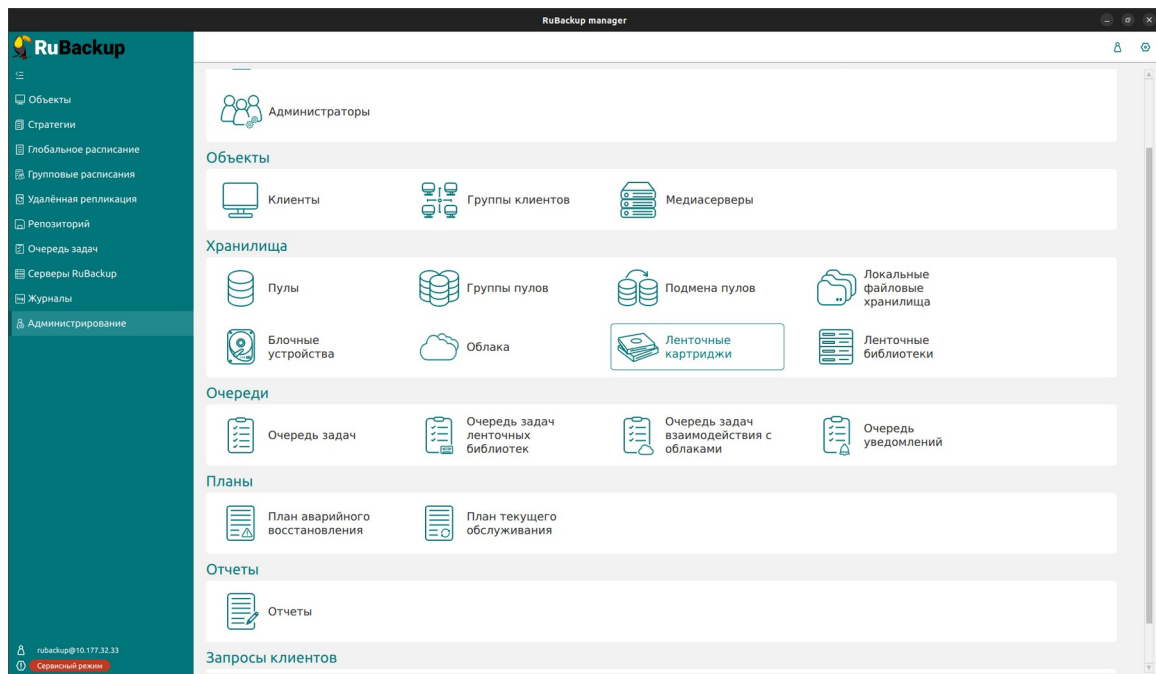 RuBackup manager
RuBackup
Объекты
Стратегии
Глобальное расписание
Групповые расписания
Удалённая репликация
Репозиторий
Очередь задач
Серверы RuBackup
Журналы
Администрирование
rubackup@10.177.32.33
Сервисный режим
Администраторы
Объекты
Клиенты
Группы клиентов
Медиасерверы
Хранилища
Пулы
Группы пулов
Подмена пулов
Локальные
файловые
хранилища
Блочные
устройства
Облака
Ленточные
картриджи
Ленточные
библиотеки
Очереди
Очередь задач
Очередь задач
ленточных
библиотек
Очередь задач
взаимодействия с
облаками
Очередь
уведомлений
Планы
План аварийного
восстановления
План текущего
обслуживания
Отчеты
Отчеты
Запросы клиентов